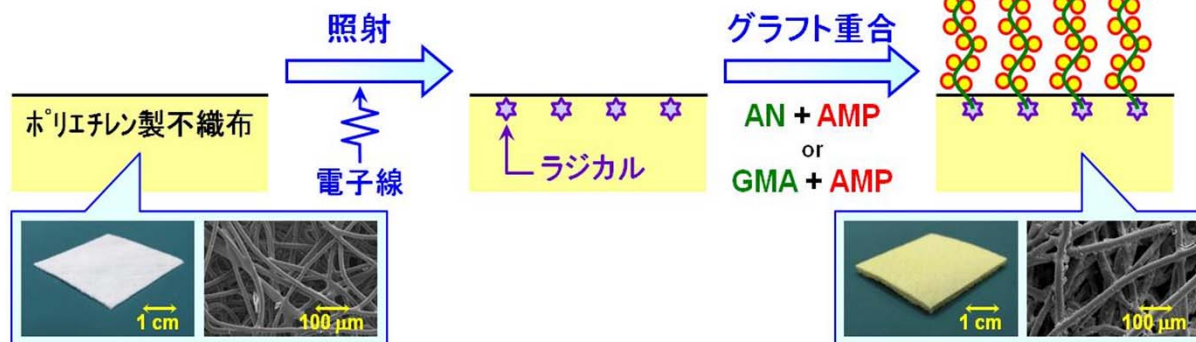 照射
グラフト重合
ポリエチレン製不織布
電子線
ラジカル
AN + AMP
or
GMA + AMP
1 cm
100 μm
1 cm
100 μm